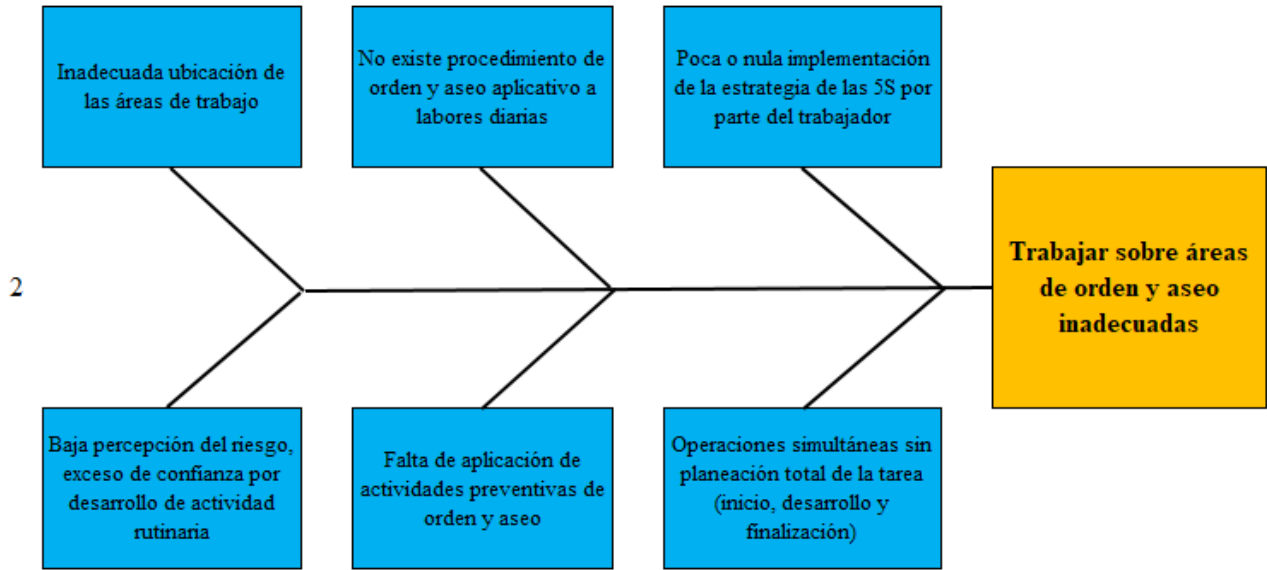 Inadecuada ubicación de
las áreas de trabajo
No existe procedimiento de
orden y aseo aplicativo a
labores diarias
Poca o nula implementación
de la estrategia de las 5S por
parte del trabajador
2
Trabajar sobre áreas
de orden y aseo
inadecuadas
Baja percepción del riesgo,
exceso de confíanza por
desarrollo de actividad
rutinaria
Falta de aplicación de
actividades preventivas de
orden y aseo
Operaciones simultáneas sin
planeación total de la tarea
(inicio, desarrollo y
finalización)